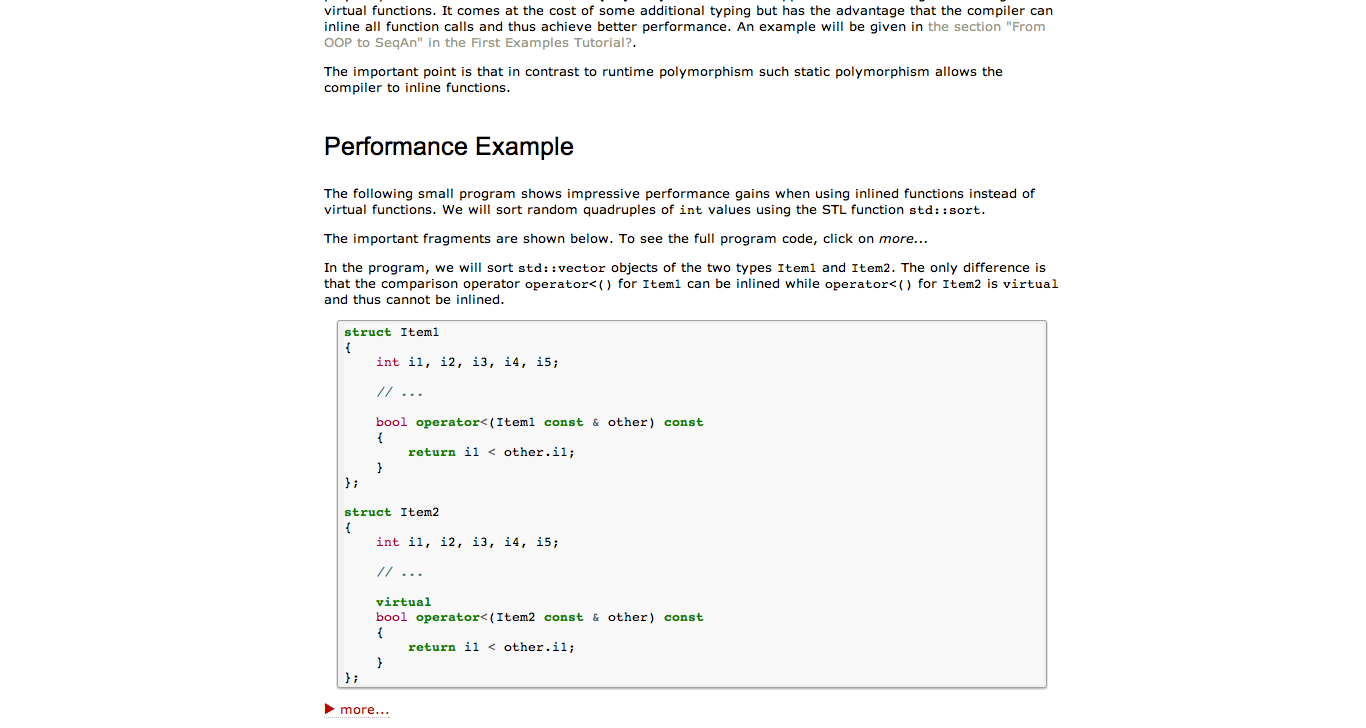 virtual functions. It comes at the cost of some additional typing but has the advantage that the compiler can
inline all function calls and thus achieve better performance. An example will be given in the section "From
OOP to SeqAn" in the First Examples Tutorial?.
The important point is that in contrast to runtime polymorphism such static polymorphism allows the
compiler to inline functions.
Performance Example
The following small program shows impressive performance gains when using inlined functions instead of
virtual functions. We will sort random quadruples of int values using the STL function std::sort.
The important fragments are shown below. To see the full program code, click on more...
In the program, we will sort std::vector objects of the two types Item1 and Item2. The only difference is
that the comparison operator operator<() for Item1 can be inlined while operator<() for Item2 is virtual
and thus cannot be inlined.
struct Item1
{
    int i1, i2, i3, i4, i5;
    // ...
    bool operator<(Item1 const & other) const
    {
        return i1 < other.i1;
    }
};
struct Item2
{
    int i1, i2, i3, i4, i5;
    // ...
    virtual
    bool operator<(Item2 const & other) const
    {
        return i1 < other.i1;
    }
};
more...